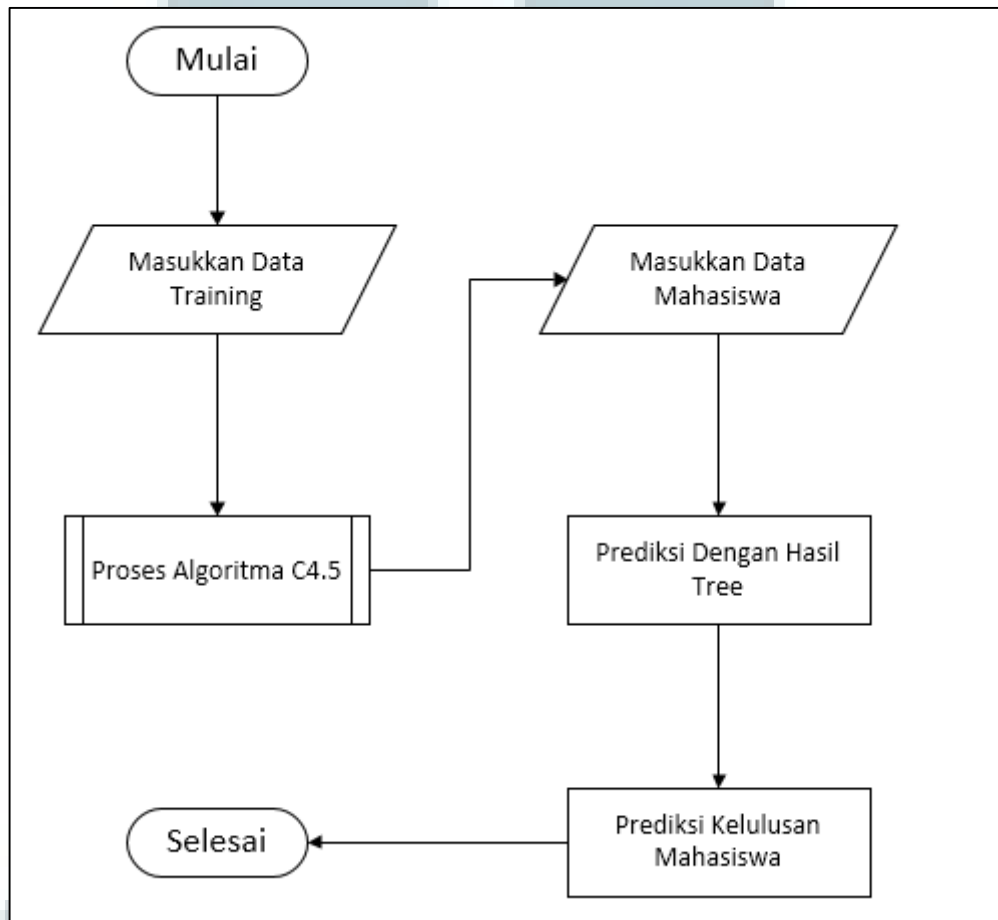 Mulai
Masukkan Data
Training
Proses Algoritma C4.5
Masukkan Data
Mahasiswa
Prediksi Dengan Hasil
Tree
Prediksi Kelulusan
Mahasiswa
Selesai